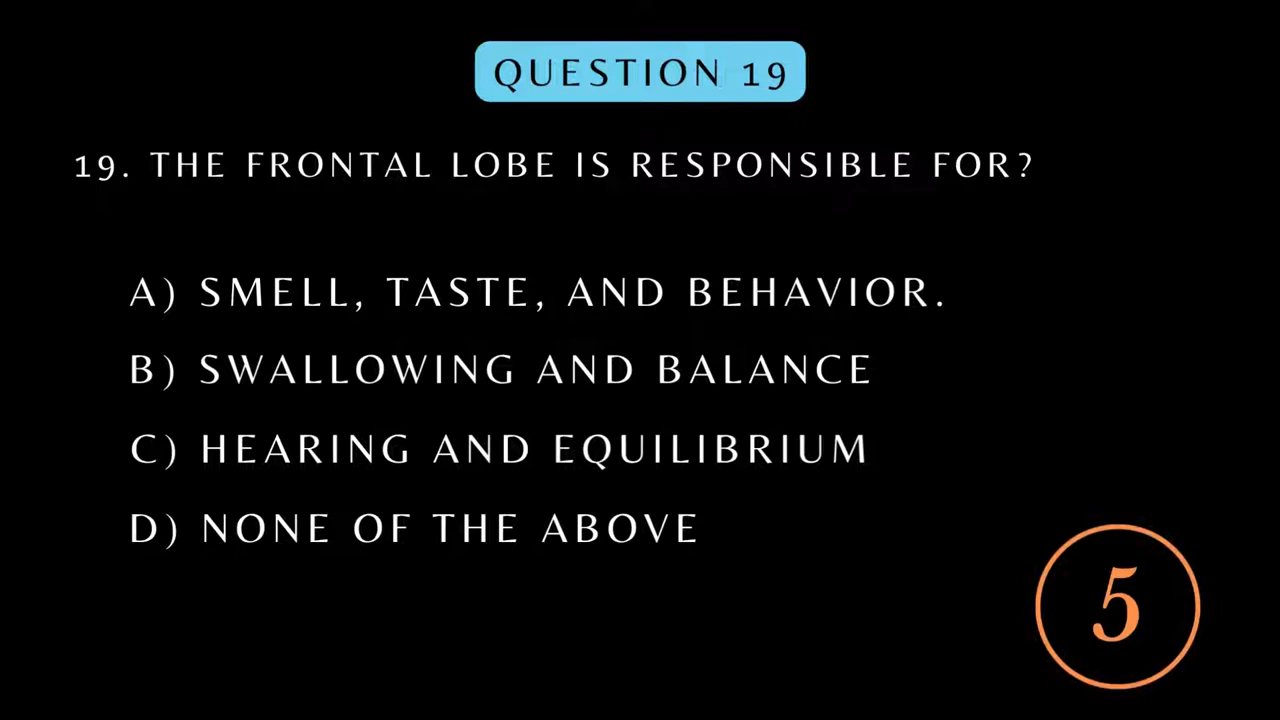 QUESTION 19
19. THE FRONTAL LOBE IS RESPONSIBLE FOR?
A) SMELL, TASTE, AND BEHAVIOR.
B) SWALLOWING AND BALANCE
C) HEARING AND EQUILIBRIUM
D) NONE OF THE ABOVE
5